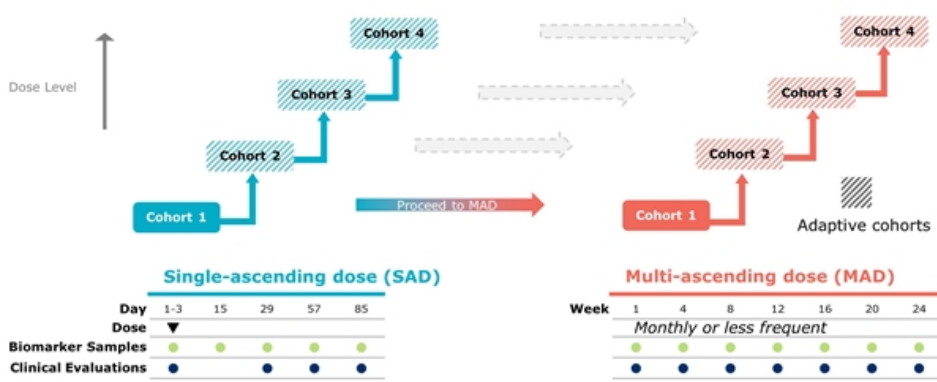 Cohort 4
Cohort 4
Dose Level
Cohort 3
Cohort 3
Cohort 2
Cohort 2
Cohort 1
Proceed to MAD
Cohort 1
Adaptive cohorts
Single-ascending dose (SAD)
Day 1-3 15 29 57 85
Dose
Biomarker Samples
Clinical Evaluations
Multi-ascending dose (MAD)
Week 1 4 8 12 16 20 24
Monthly or less frequent